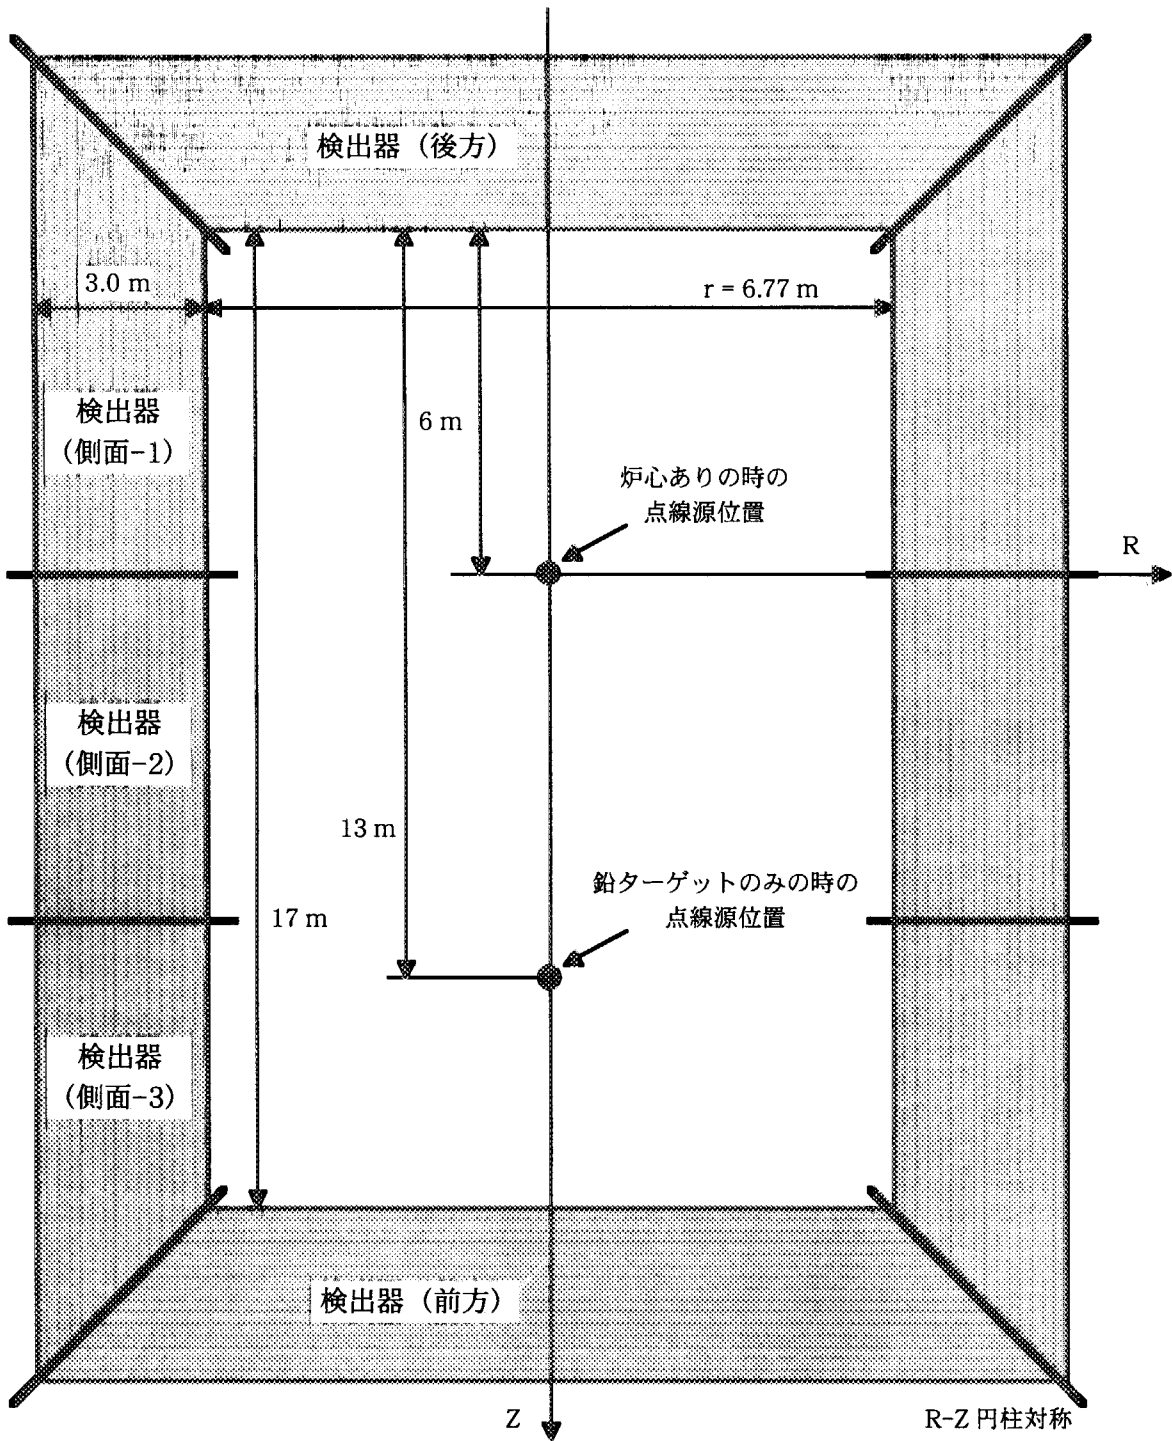 検出器（後方）
3.0 m
r = 6.77 m
検出器
（側面-1）
6 m
炉心ありの時の
点線源位置
R
検出器
（側面-2）
13 m
鉛ターゲットのみの時の
点線源位置
17 m
検出器
（側面-3）
検出器（前方）
Z
R-Z 円柱対称